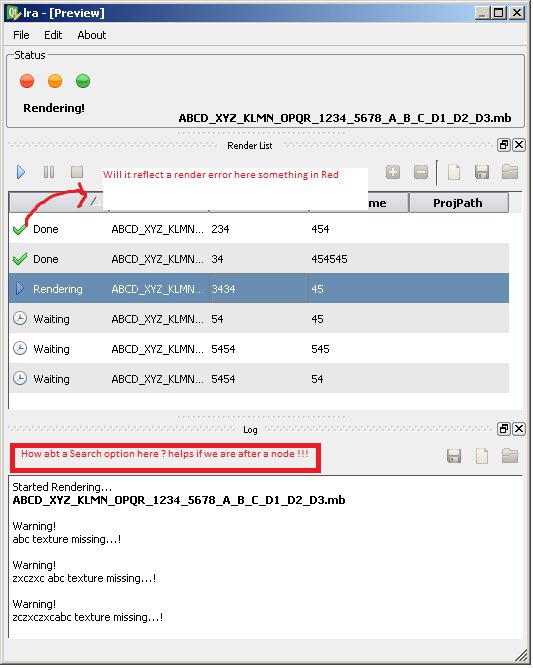 Ira - [Preview]
File Edit About
Status
Rendering!
ABCD_XYZ_KLMN_OPQR_1234_5678_A_B_C_D1_D2_D3.mb
Render List
Will it reflect a render error here something in Red
me ProjPath
Done ABCD_XYZ_KLMN... 234 454
Done ABCD_XYZ_KLMN... 34 454545
Rendering ABCD_XYZ_KLMN... 3434 45
Waiting ABCD_XYZ_KLMN... 54 45
Waiting ABCD_XYZ_KLMN... 5454 545
Waiting ABCD_XYZ_KLMN... 5454 54
Log
How abt a Search option here ? helps if we are after a node !!!
Started Rendering...
ABCD_XYZ_KLMN_OPQR_1234_5678_A_B_C_D1_D2_D3.mb
Warning!
abc texture missing...!
Warning!
zxczxc abc texture missing...!
Warning!
zczxczxcabc texture missing...!